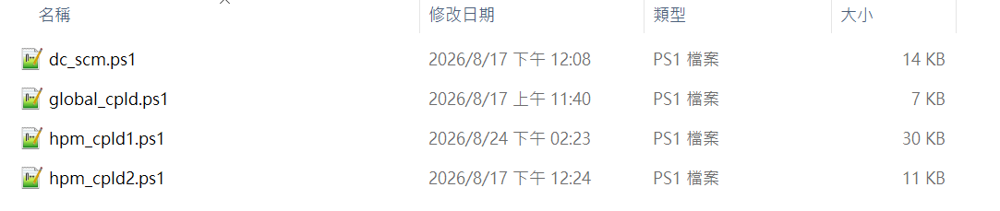 名稱 修改日期 類型 大小
dc_scm.ps1 2026/8/17 下午 12:08 PS1 檔案 14 KB
global_cpld.ps1 2026/8/17 上午 11:40 PS1 檔案 7 KB
hpm_cpld1.ps1 2026/8/24 下午 02:23 PS1 檔案 30 KB
hpm_cpld2.ps1 2026/8/17 下午 12:24 PS1 檔案 11 KB